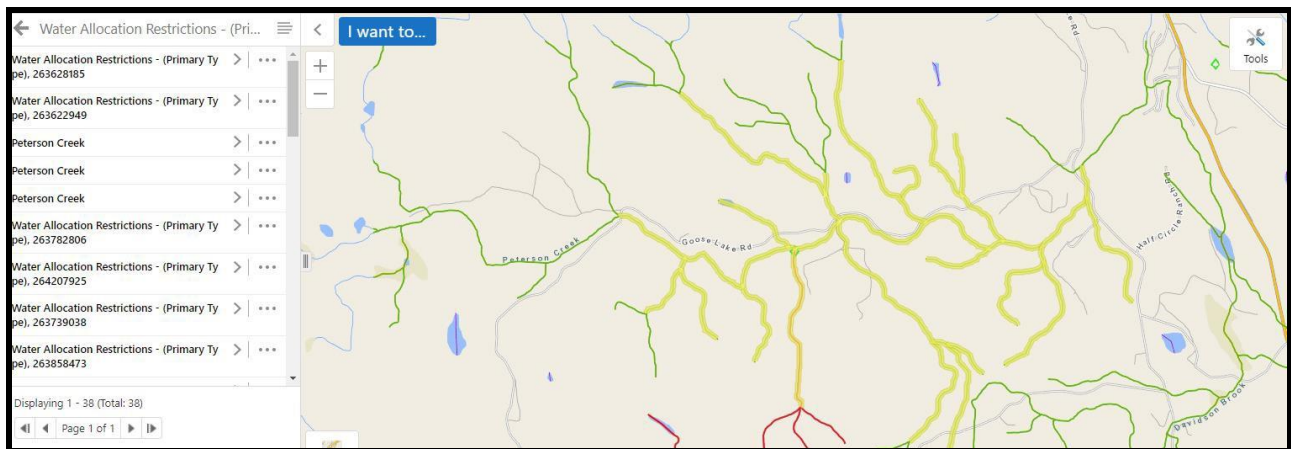 Water Allocation Restrictions - (Pri...
Water Allocation Restrictions - (Primary Ty
pe), 263628185
Water Allocation Restrictions - (Primary Ty
pe), 263622949
Peterson Creek
Peterson Creek
Peterson Creek
Water Allocation Restrictions - (Primary Ty
pe), 263782806
Water Allocation Restrictions - (Primary Ty
pe), 264207925
Water Allocation Restrictions - (Primary Ty
pe), 263739038
Water Allocation Restrictions - (Primary Ty
pe), 263858473
Displaying 1 - 38 (Total: 38)
Page 1 of 1
I want to...
Tools
Rd
Goose Lake Rd
Peterson Creek
Half Circle Ranch Rd
Davidson Brook